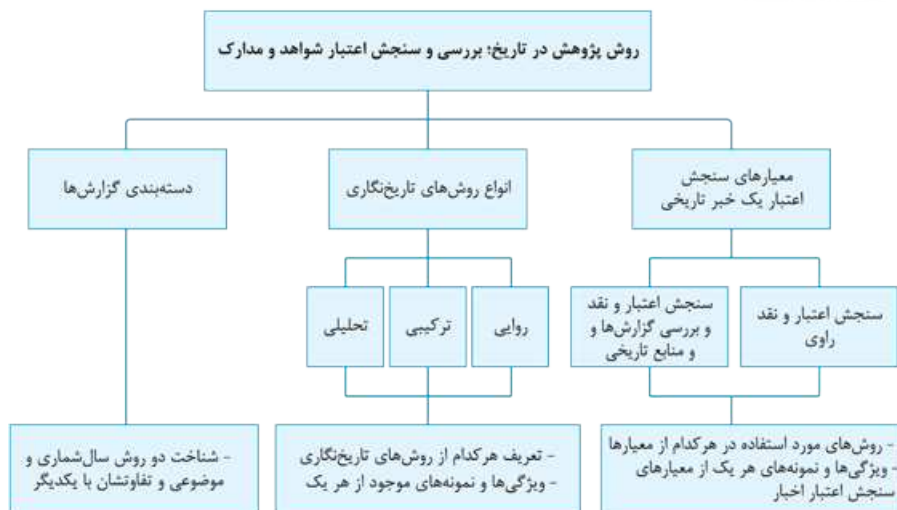 روش پژوهش در تاریخ؛ بررسی و سنجش اعتبار شواهد و مدارک
معیارهای سنجش
اعتبار یک خبر تاریخی
انواع روش‌های تاریخ‌نگاری
دسته‌بندی گزارش‌ها
سنجش اعتبار و نقد
راوی
سنجش اعتبار و نقد
و بررسی گزارش‌ها و
و منابع تاریخی
روایی
ترکیبی
تحلیلی
- روش‌های مورد استفاده در هرکدام از معیارها
- ویژگی‌ها و نمونه‌های هر یک از معیارهای
سنجش اعتبار اخبار
- تعریف هرکدام از روش‌های تاریخ‌نگاری
- ویژگی‌ها و نمونه‌های موجود از هر یک
- شناخت دو روش سال‌شماری و
موضوعی و تفاوتشان با یکدیگر